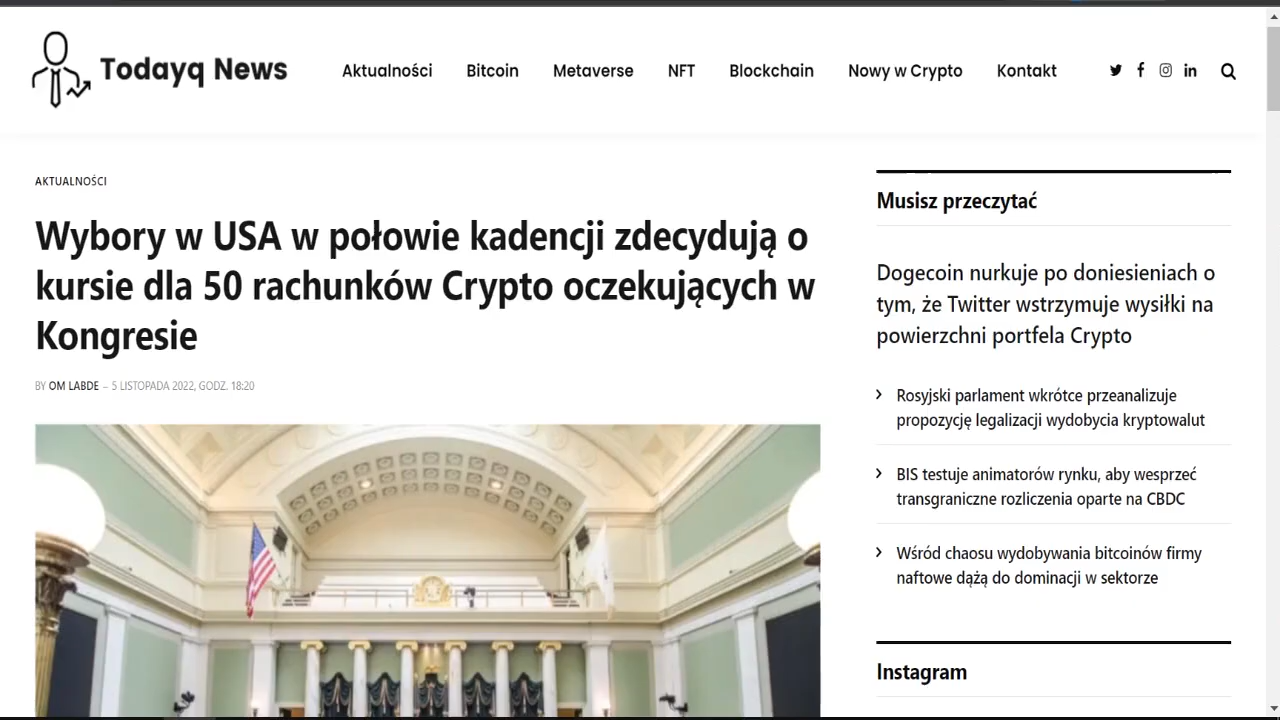 Todayq News
Aktualności Bitcoin Metaverse NFT Blockchain Nowy w Crypto Kontakt
AKTUALNOŚCI
Wybory w USA w połowie kadencji zdecydują o
kursie dla 50 rachunków Crypto oczekujących w
Kongresie
BY OM LABDE – 5 LISTOPADA 2022, GODZ. 18:20
Musisz przeczytać
Dogecoin nurkuje po doniesieniach o
tym, że Twitter wstrzymuje wysiłki na
powierzchni portfela Crypto
Rosyjski parlament wkrótce przeanalizuje
propozycję legalizacji wydobycia kryptowalut
BIS testuje animatorów rynku, aby wesprzeć
transgraniczne rozliczenia oparte na CBDC
Wśród chaosu wydobywania bitcoinów firmy
naftowe dążą do dominacji w sektorze
Instagram